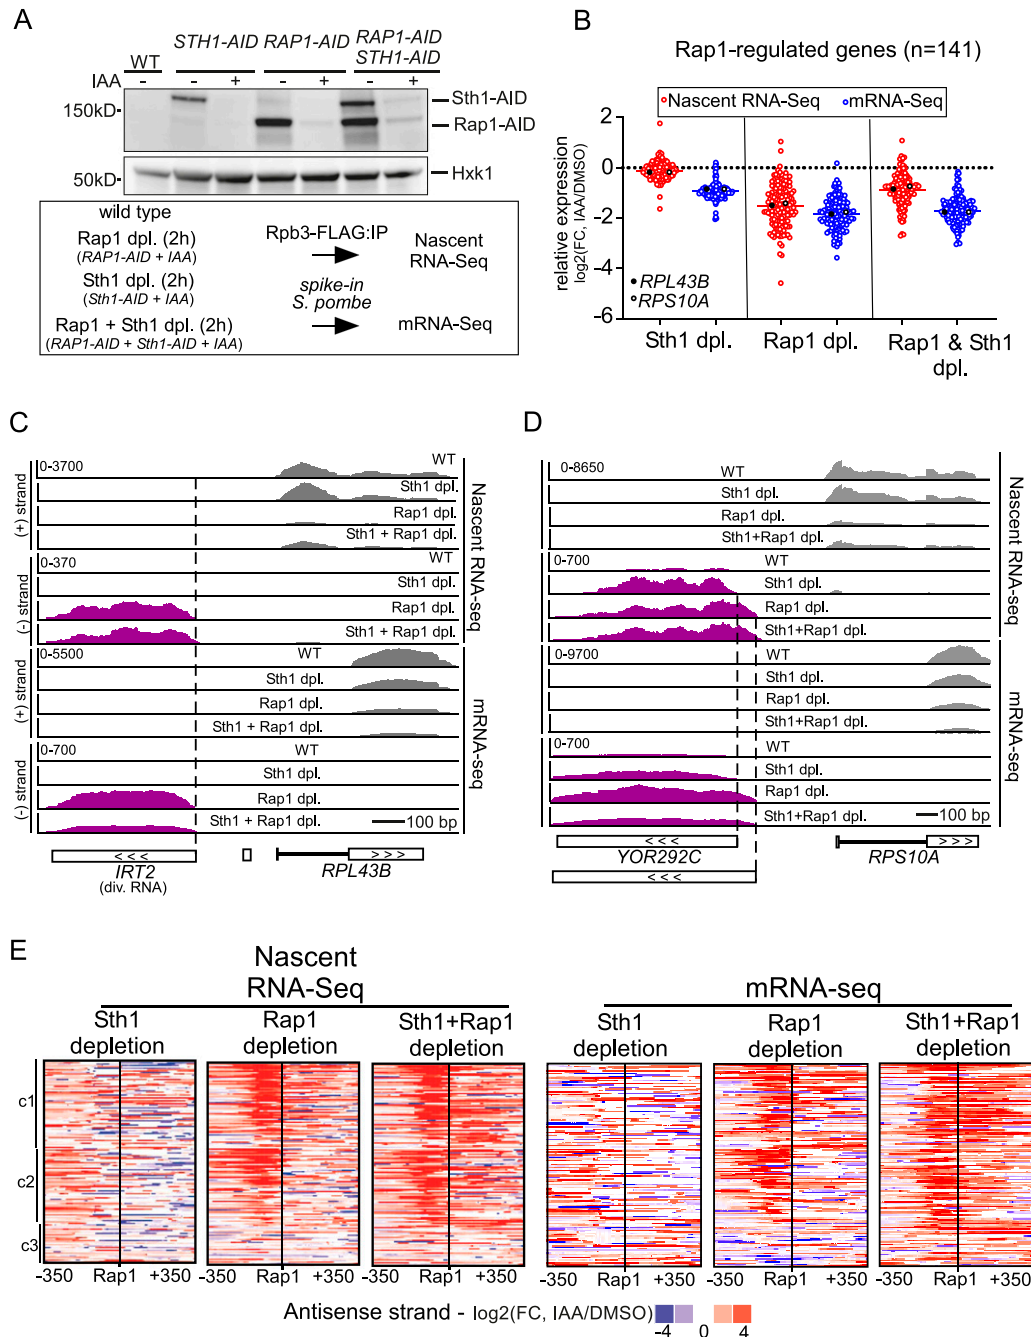 A
WT
STH1-AID
RAP1-AID
RAP1-AID
STH1-AID
IAA
- - + - + - +
150kD
Sth1-AID
Rap1-AID
50kD
Hxk1
wild type
Rap1 dpl. (2h)
(RAP1-AID + IAA)
Sth1 dpl. (2h)
(Sth1-AID + IAA)
Rap1 + Sth1 dpl. (2h)
(RAP1-AID + Sth1-AID + IAA)
Rpb3-FLAG:IP
spike-in
S. pombe
Nascent
RNA-Seq
mRNA-Seq
B
Rap1-regulated genes (n=141)
Nascent RNA-Seq
mRNA-Seq
relative expression
log2(FC, IAA/DMSO)
2
0
−2
−4
−6
RPL43B
RPS10A
Sth1 dpl.
Rap1 dpl.
Rap1 & Sth1
dpl.
C
0-3700
WT
Sth1 dpl.
Rap1 dpl.
Sth1 + Rap1 dpl.
(+) strand
0-370
WT
Sth1 dpl.
Rap1 dpl.
Sth1 + Rap1 dpl.
(-) strand
Nascent RNA-seq
0-5500
WT
Sth1 dpl.
Rap1 dpl.
Sth1 + Rap1 dpl.
(+) strand
0-700
WT
Sth1 dpl.
Rap1 dpl.
Sth1 + Rap1 dpl.
(-) strand
mRNA-seq
100 bp
<<<
IRT2
(div. RNA)
>>>
RPL43B
D
0-8650
WT
Sth1 dpl.
Rap1 dpl.
Sth1+Rap1 dpl.
0-700
WT
Sth1 dpl.
Rap1 dpl.
Sth1+Rap1 dpl.
Nascent RNA-seq
0-9700
WT
Sth1 dpl.
Rap1 dpl.
Sth1+Rap1 dpl.
0-700
WT
Sth1 dpl.
Rap1 dpl.
Sth1+Rap1 dpl.
mRNA-seq
100 bp
<<<
YOR292C
<<<
>>>
RPS10A
E
Nascent
RNA-Seq
mRNA-seq
Sth1
depletion
Rap1
depletion
Sth1+Rap1
depletion
Sth1
depletion
Rap1
depletion
Sth1+Rap1
depletion
c1
c2
c3
-350 Rap1 +350
-350 Rap1 +350
-350 Rap1 +350
-350 Rap1 +350
-350 Rap1 +350
-350 Rap1 +350
Antisense strand - log2(FC, IAA/DMSO)
-4 0 4